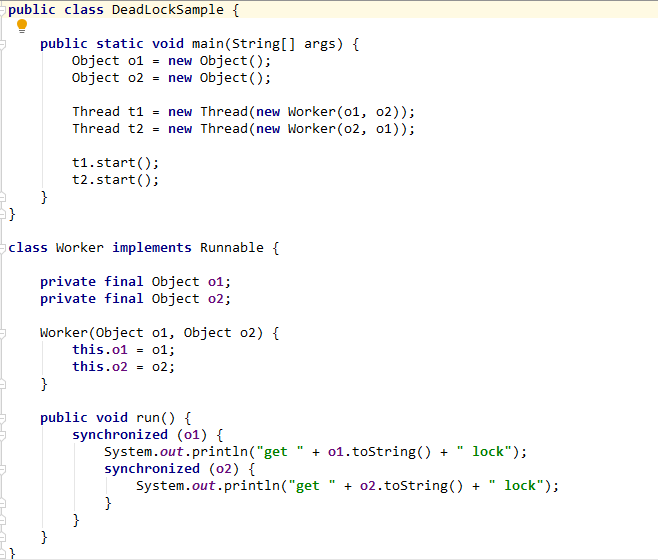 public class DeadLockSample {
public static void main(String[] args) {
Object o1 = new Object();
Object o2 = new Object();
Thread t1 = new Thread(new Worker(o1, o2));
Thread t2 = new Thread(new Worker(o2, o1));
t1.start();
t2.start();
}
}
class Worker implements Runnable {
private final Object o1;
private final Object o2;
Worker(Object o1, Object o2) {
this.o1 = o1;
this.o2 = o2;
}
public void run() {
synchronized (o1) {
System.out.println("get " + o1.toString() + " lock");
synchronized (o2) {
System.out.println("get " + o2.toString() + " lock");
}
}
}
}